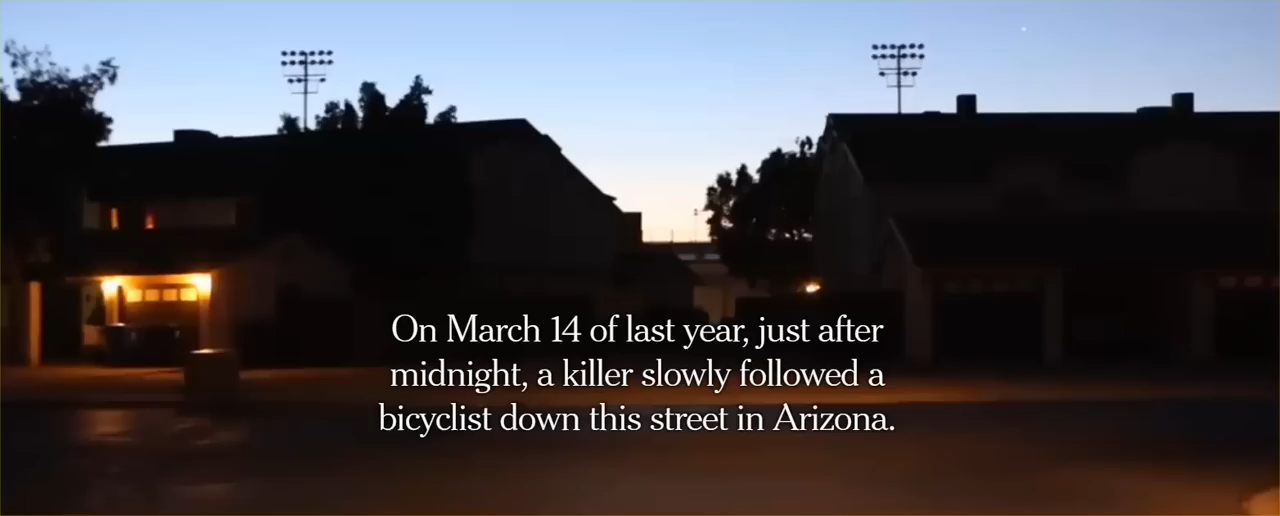 On March 14 of last year, just after
midnight, a killer slowly followed a
bicyclist down this street in Arizona.